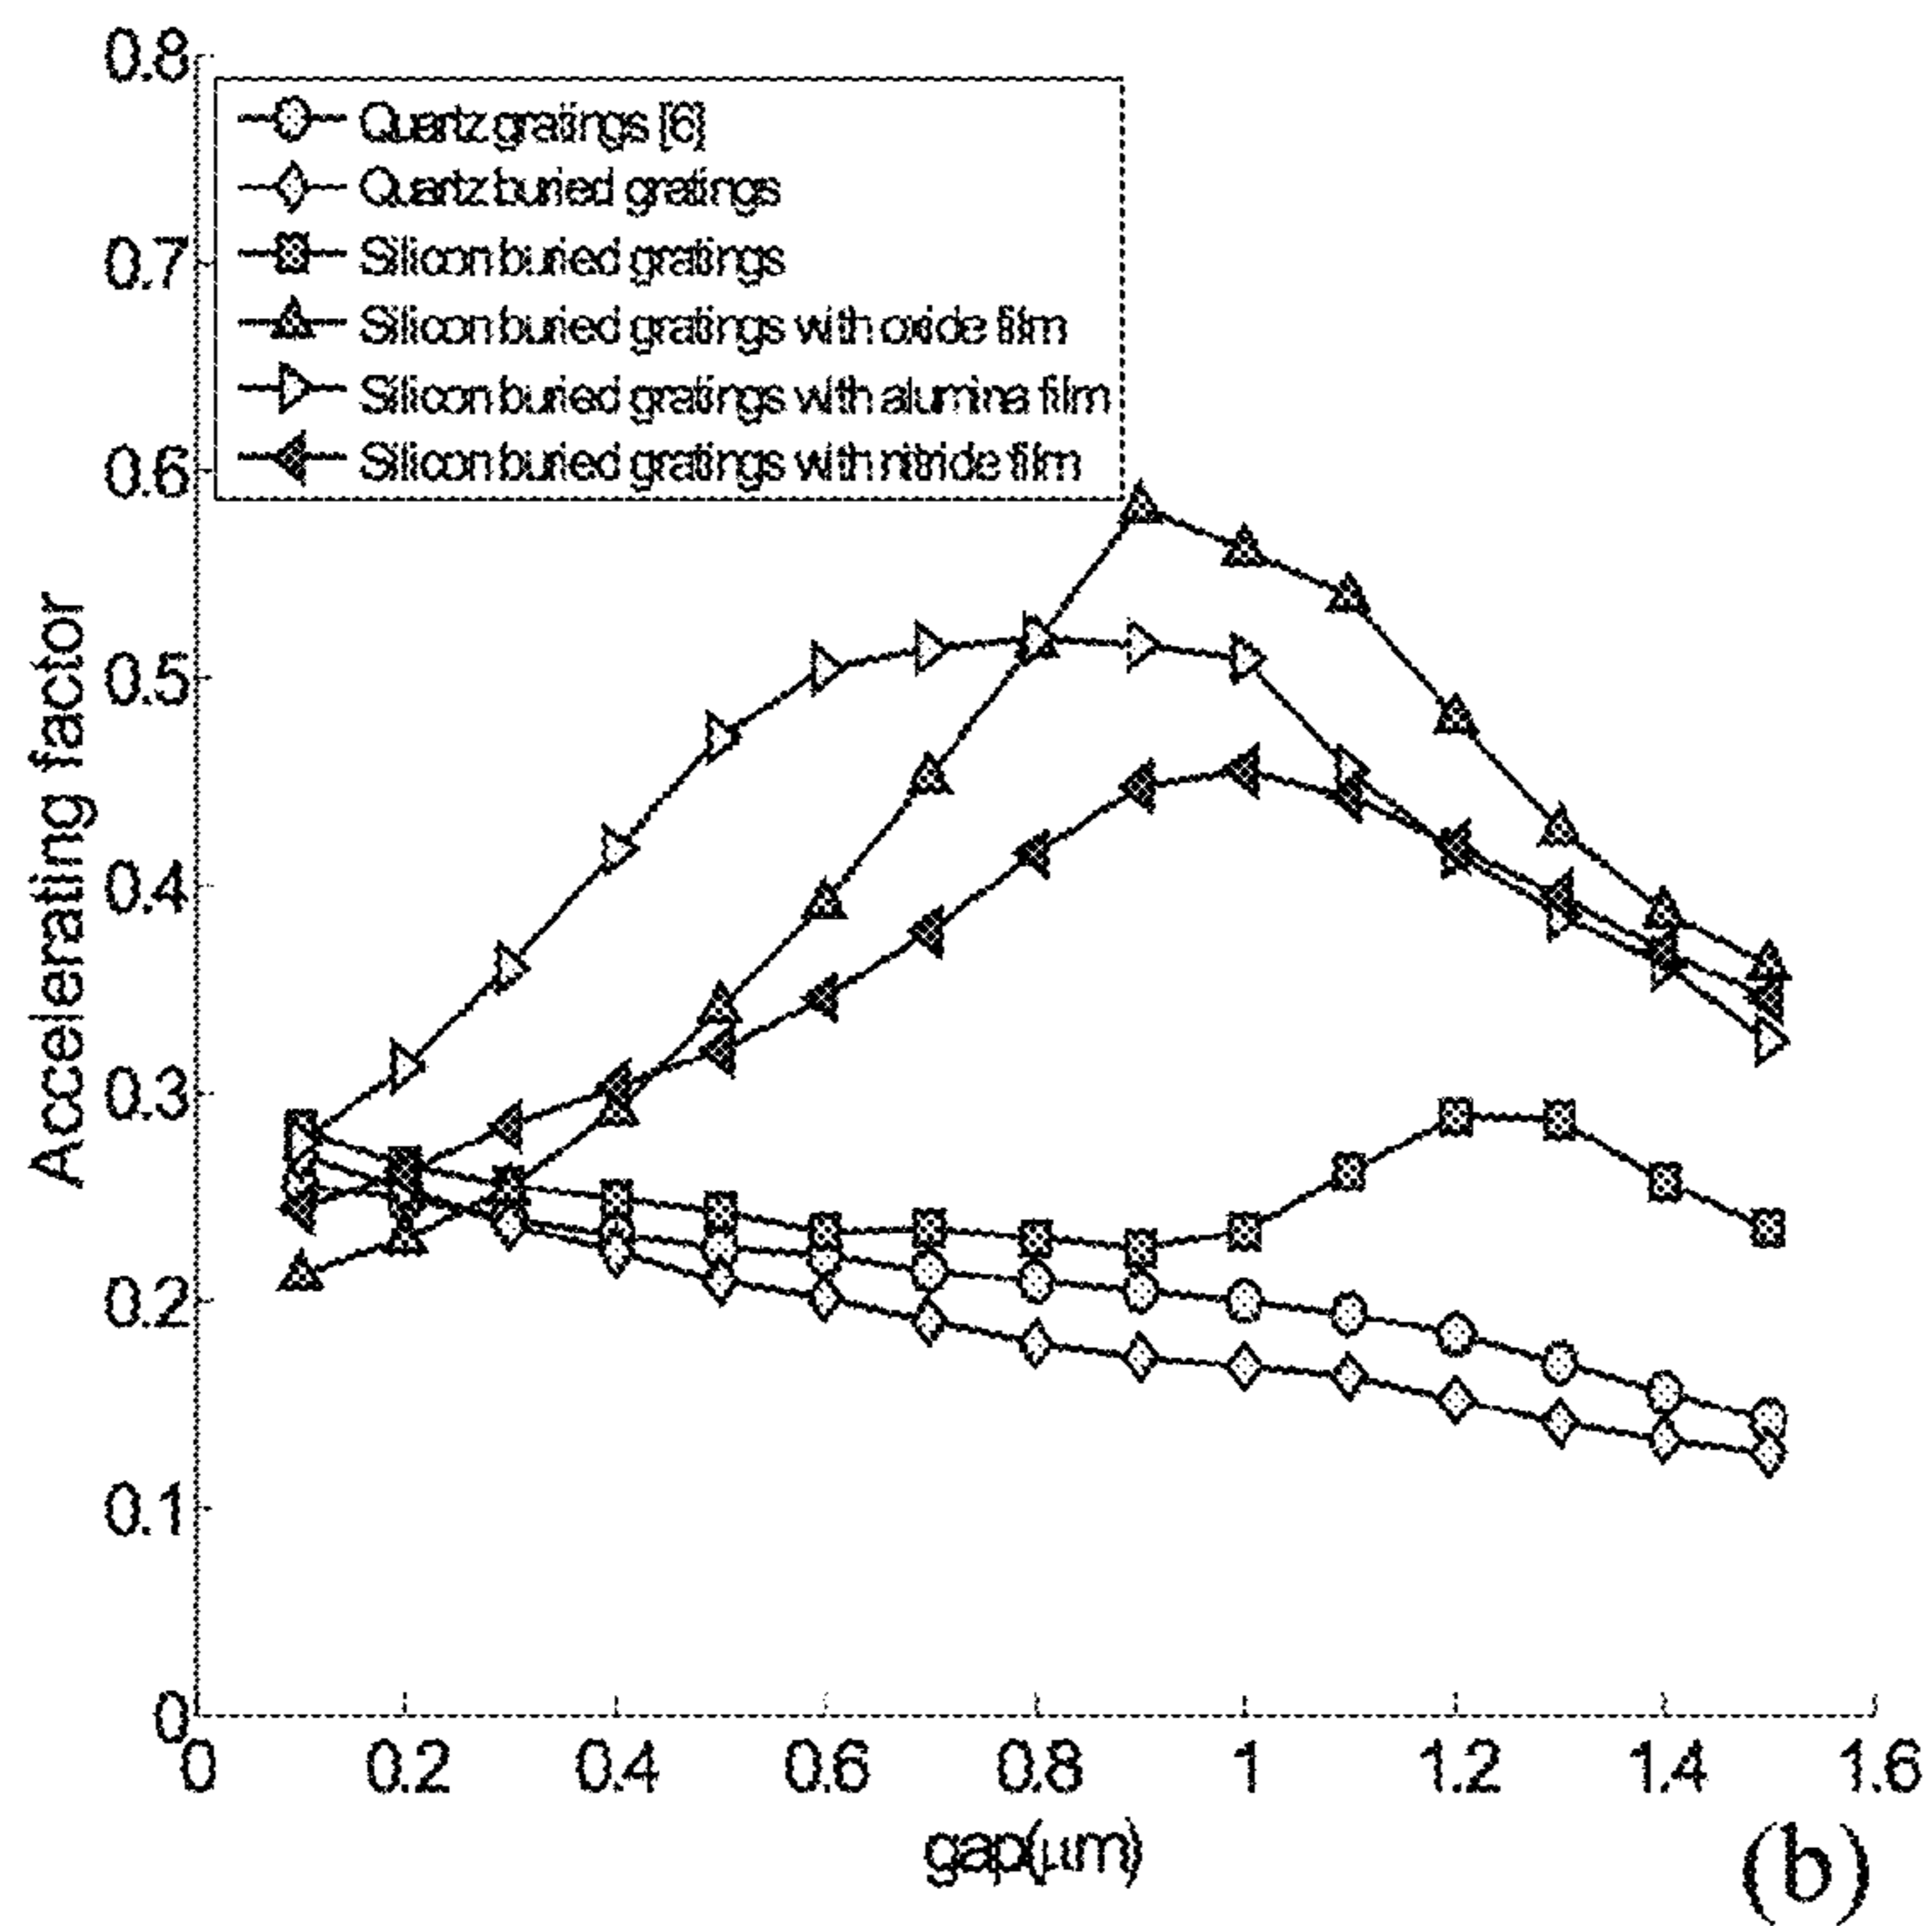 0.8
0.7
0.6
0.5
0.4
0.3
0.2
0.1
0
Accelerating factor
Quartz gratings [6]
Quartz buried gratings
Silicon buried gratings
Silicon buried gratings with oxide film
Silicon buried gratings with alumina film
Silicon buried gratings with nitride film
0 0.2 0.4 0.6 0.8 1 1.2 1.4 1.6
gap(μm)
(b)